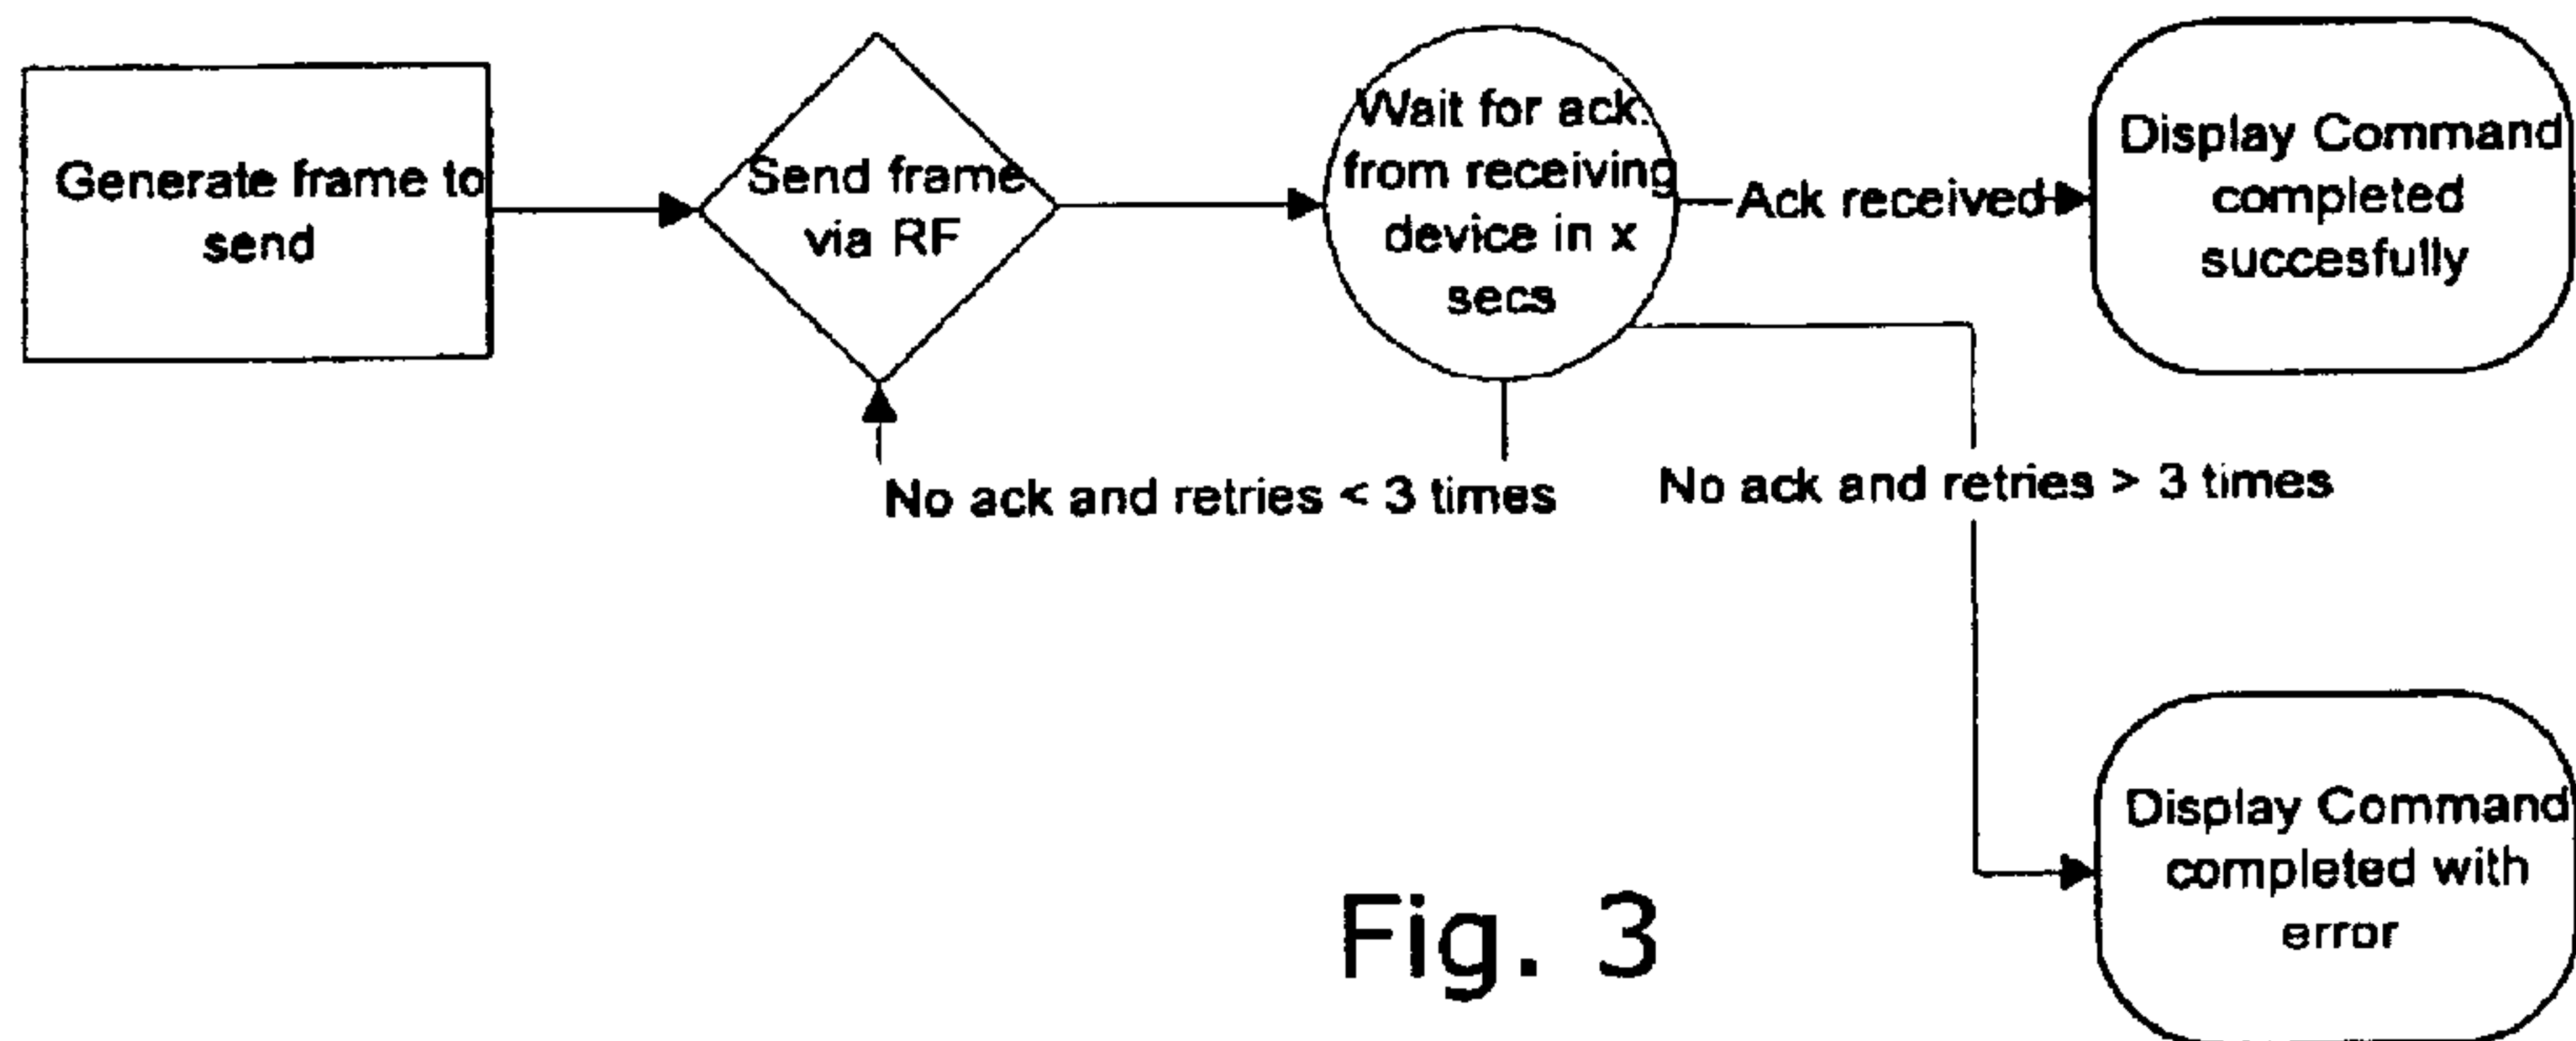 Generate frame to
send
Send frame
via RF
Wait for ack.
from receiving
device in x
secs
Ack received
Display Command
completed
succesfully
No ack and retries < 3 times
No ack and retries > 3 times
Display Command
completed with
error
Fig. 3